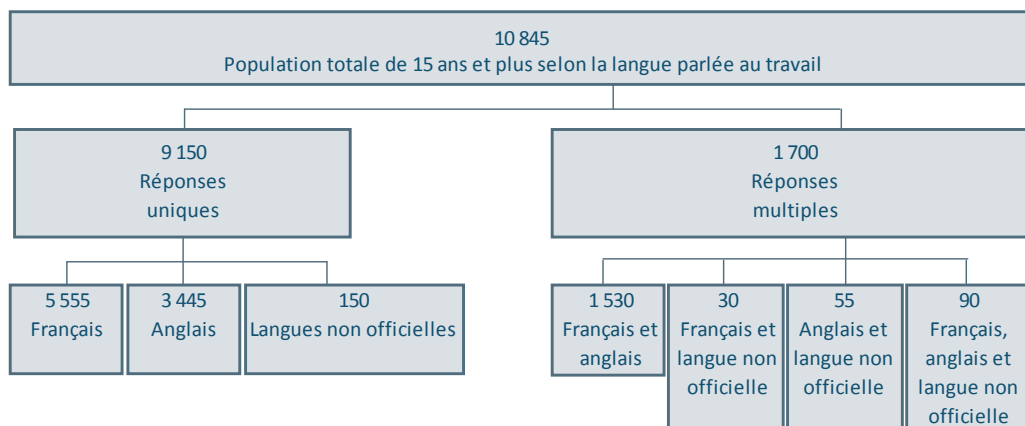 10 845
Population totale de 15 ans et plus selon la langue parlée au travail
9 150
Réponses
uniques
1 700
Réponses
multiples
5 555
Français
3 445
Anglais
150
Langues non officielles
1 530
Français et
anglais
30
Français et
langue non
officielle
55
Anglais et
langue non
officielle
90
Français,
anglais et
langue non
officielle